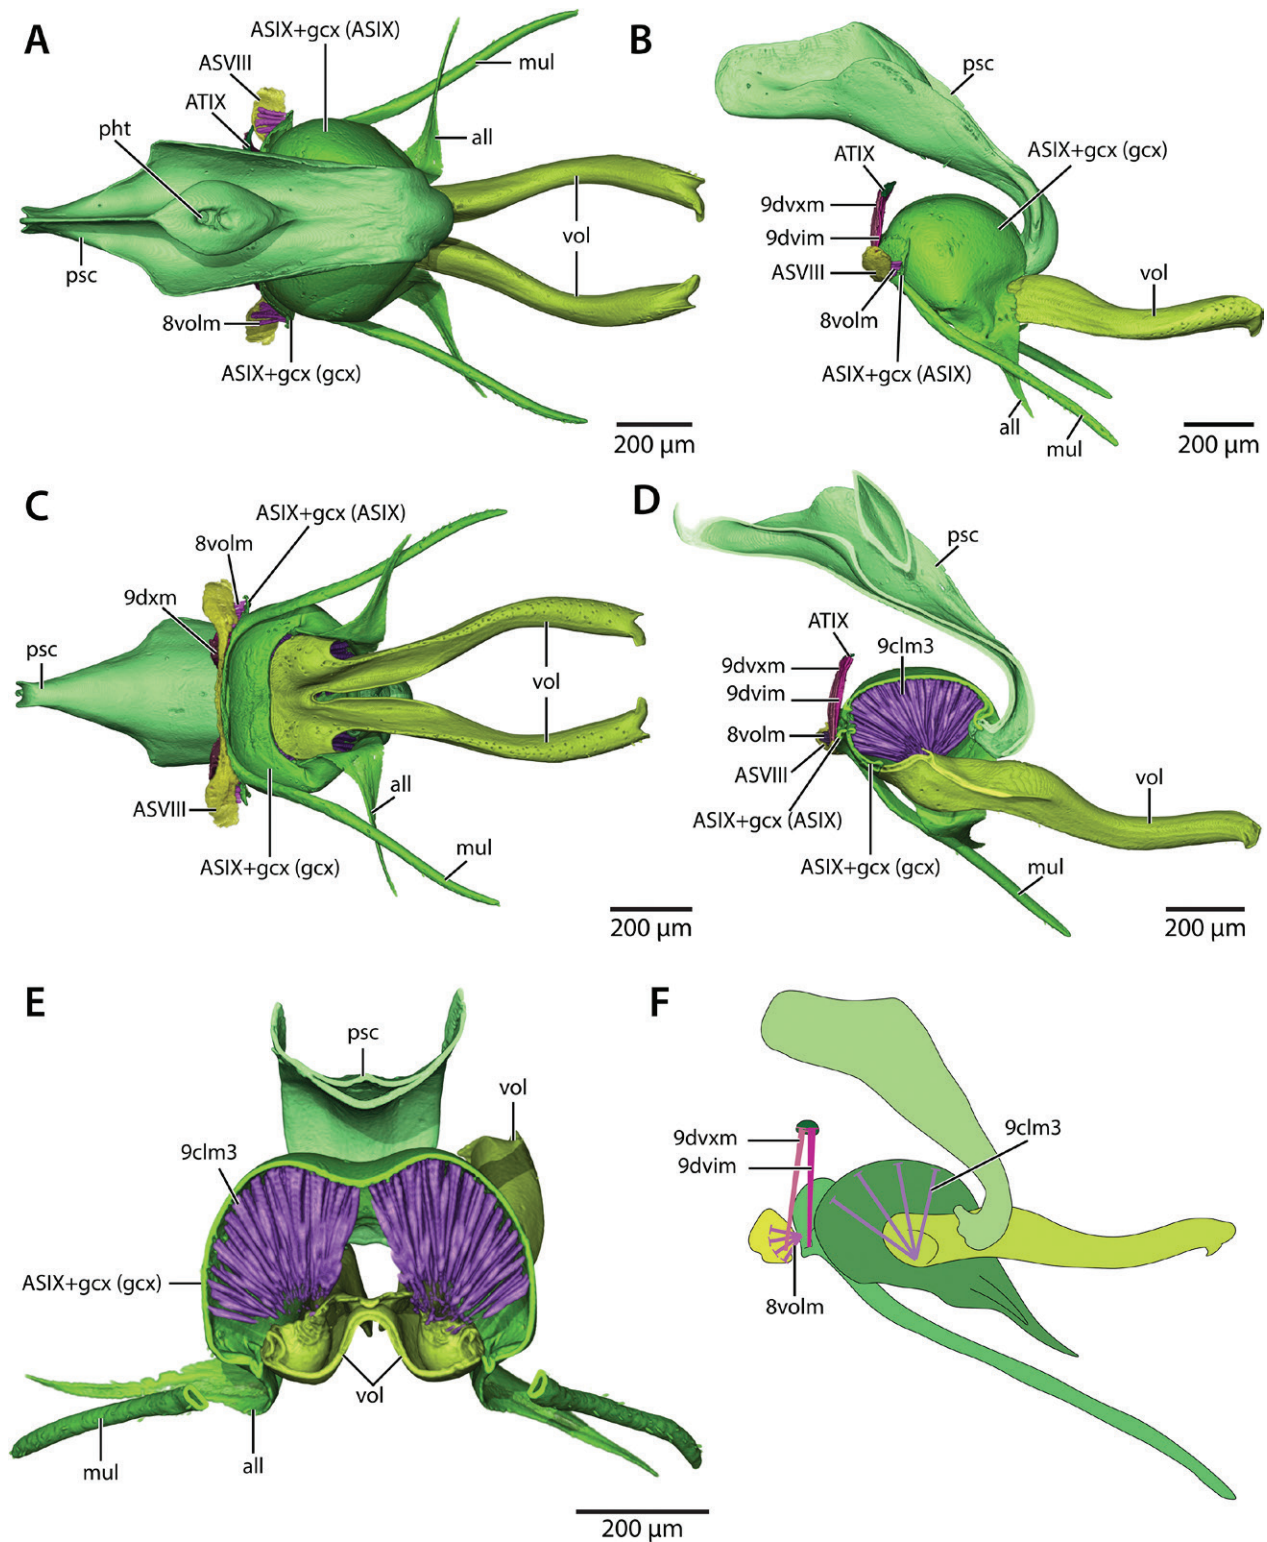 A
ASIX+gcx (ASIX)
ASVIII
mul
ATIX
pht
all
vol
psc
8volm
ASIX+gcx (gcx)
200 µm
B
psc
ASIX+gcx (gcx)
ATIX
9dvxm
9dvim
ASVIII
vol
8volm
ASIX+gcx (ASIX)
all
mul
200 µm
C
ASIX+gcx (ASIX)
8volm
9dxm
psc
vol
ASVIII
all
ASIX+gcx (gcx)
mul
200 µm
D
psc
ATIX
9clm3
9dvxm
9dvim
8volm
ASVIII
vol
ASIX+gcx (ASIX)
ASIX+gcx (gcx)
mul
200 µm
E
psc
vol
9clm3
ASIX+gcx (gcx)
vol
mul
all
200 µm
F
9dvxm
9clm3
9dvim
8volm